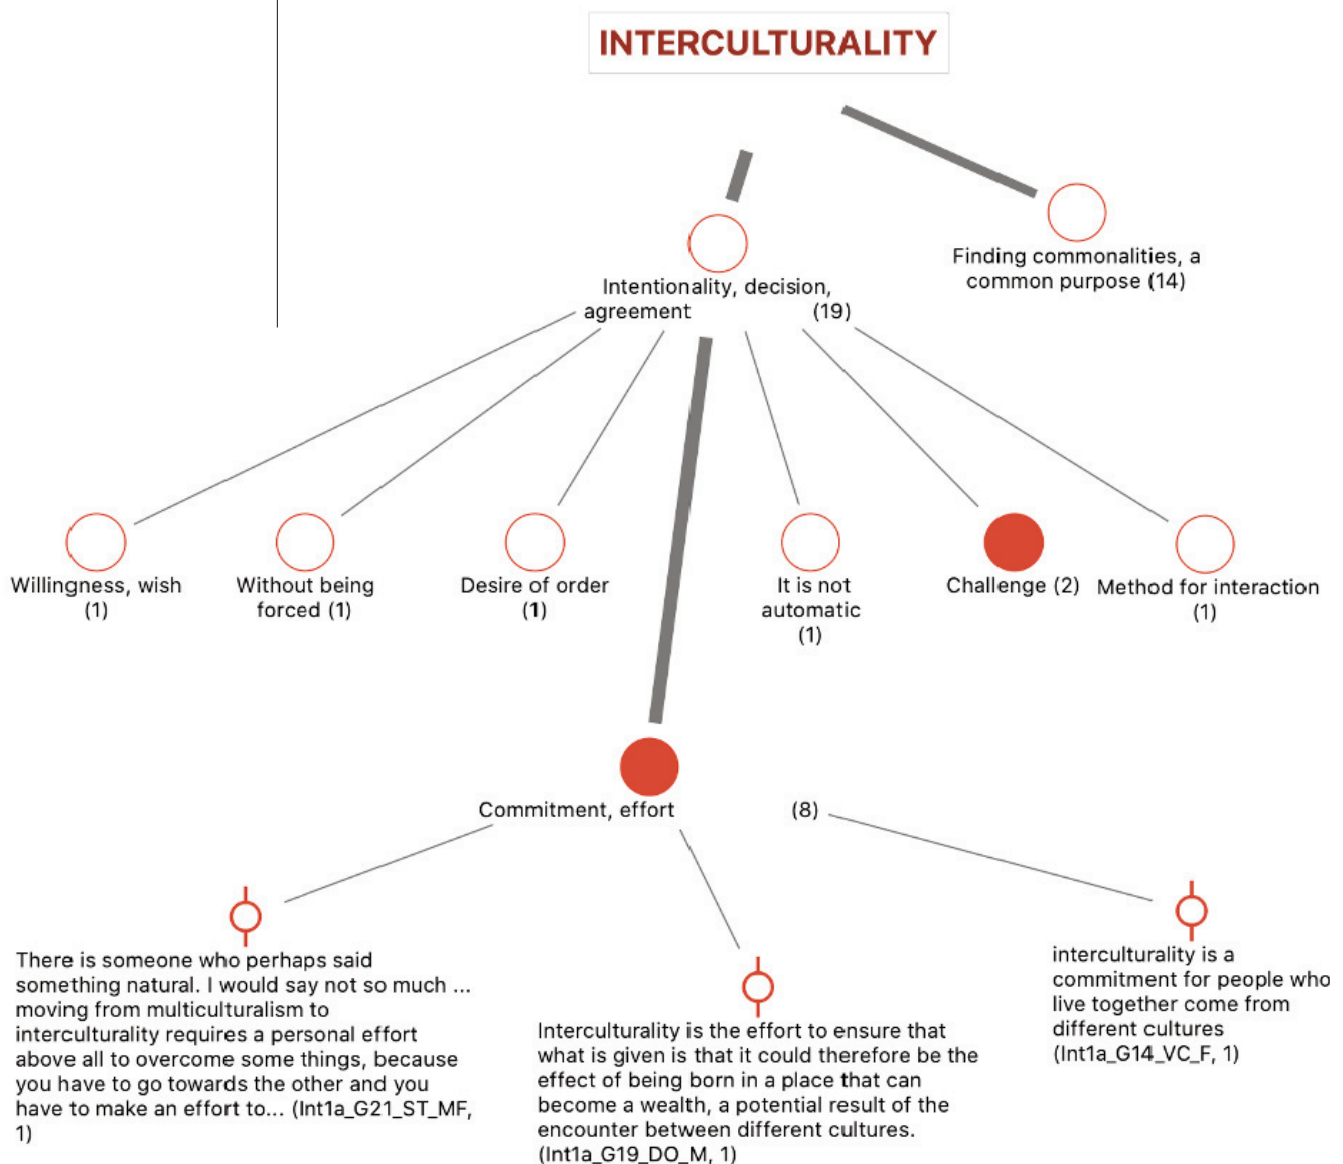 INTERCULTURALITY
Finding commonalities, a
common purpose (14)
Intentionality, decision,
agreement (19)
Willingness, wish
(1)
Without being
forced (1)
Desire of order
(1)
It is not
automatic
(1)
Challenge (2)
Method for interaction
(1)
Commitment, effort (8)
There is someone who perhaps said
something natural. I would say not so much ...
moving from multiculturalism to
interculturality requires a personal effort
above all to overcome some things, because
you have to go towards the other and you
have to make an effort to... (Int1a_G21_ST_MF,
1)
Interculturality is the effort to ensure that
what is given is that it could therefore be the
effect of being born in a place that can
become a wealth, a potential result of the
encounter between different cultures.
(Int1a_G19_DO_M, 1)
interculturality is a
commitment for people who
live together come from
different cultures
(Int1a_G14_VC_F, 1)